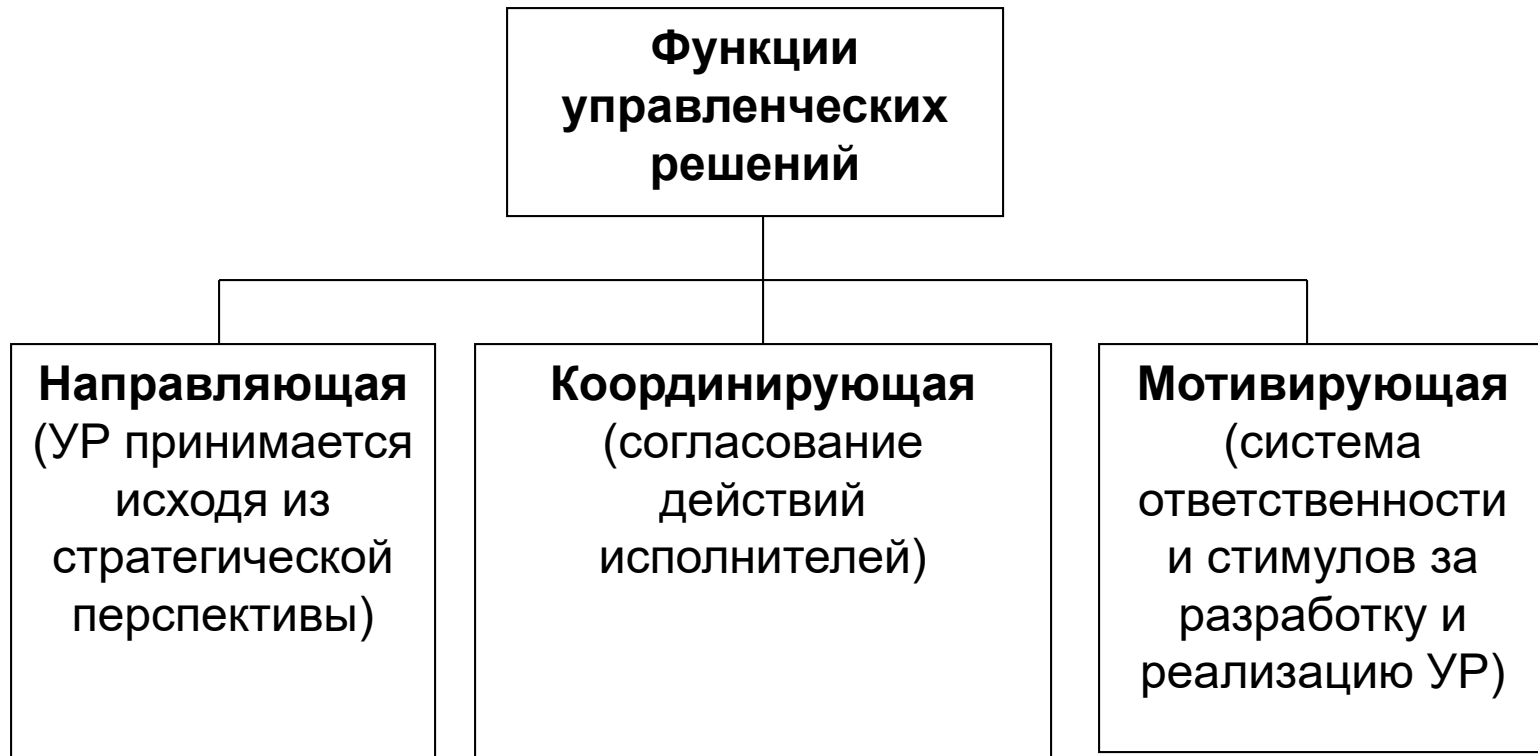 Функции
управленческих
решений
Направляющая
(УР принимается
исходя из
стратегической
перспективы)
Координирующая
(согласование
действий
исполнителей)
Мотивирующая
(система
ответственности
и стимулов за
разработку и
реализацию УР)